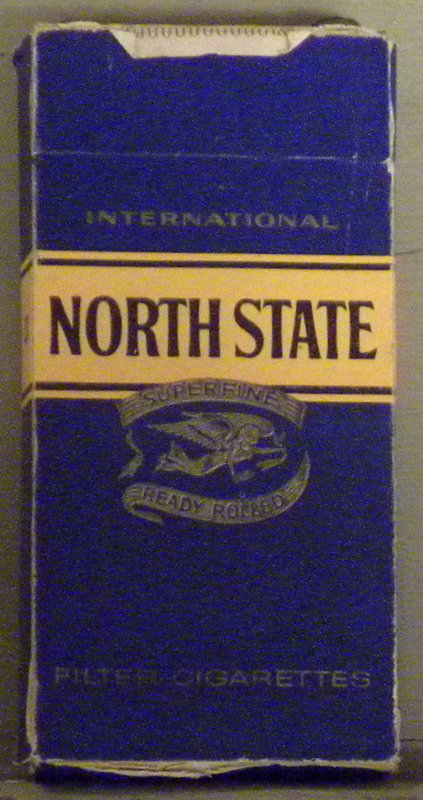 INTERNATIONAL
NORTH STATE
SUPERFINE
READY ROLLED
FILTER CIGARETTES